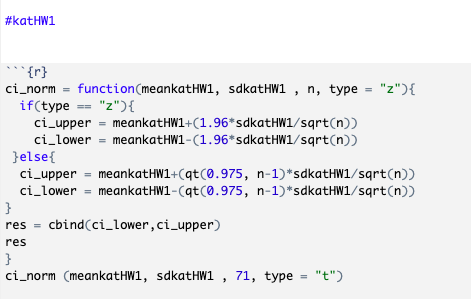 #katHW1
```{r}
ci_norm = function(meankatHW1, sdkatHW1 , n, type = "z"){
  if(type == "z"){
    ci_upper = meankatHW1+(1.96*sdkatHW1/sqrt(n))
    ci_lower = meankatHW1-(1.96*sdkatHW1/sqrt(n))
 }else{
  ci_upper = meankatHW1+(qt(0.975, n-1)*sdkatHW1/sqrt(n))
  ci_lower = meankatHW1-(qt(0.975, n-1)*sdkatHW1/sqrt(n))
}
res = cbind(ci_lower,ci_upper)
res
}
ci_norm (meankatHW1, sdkatHW1 , 71, type = "t")